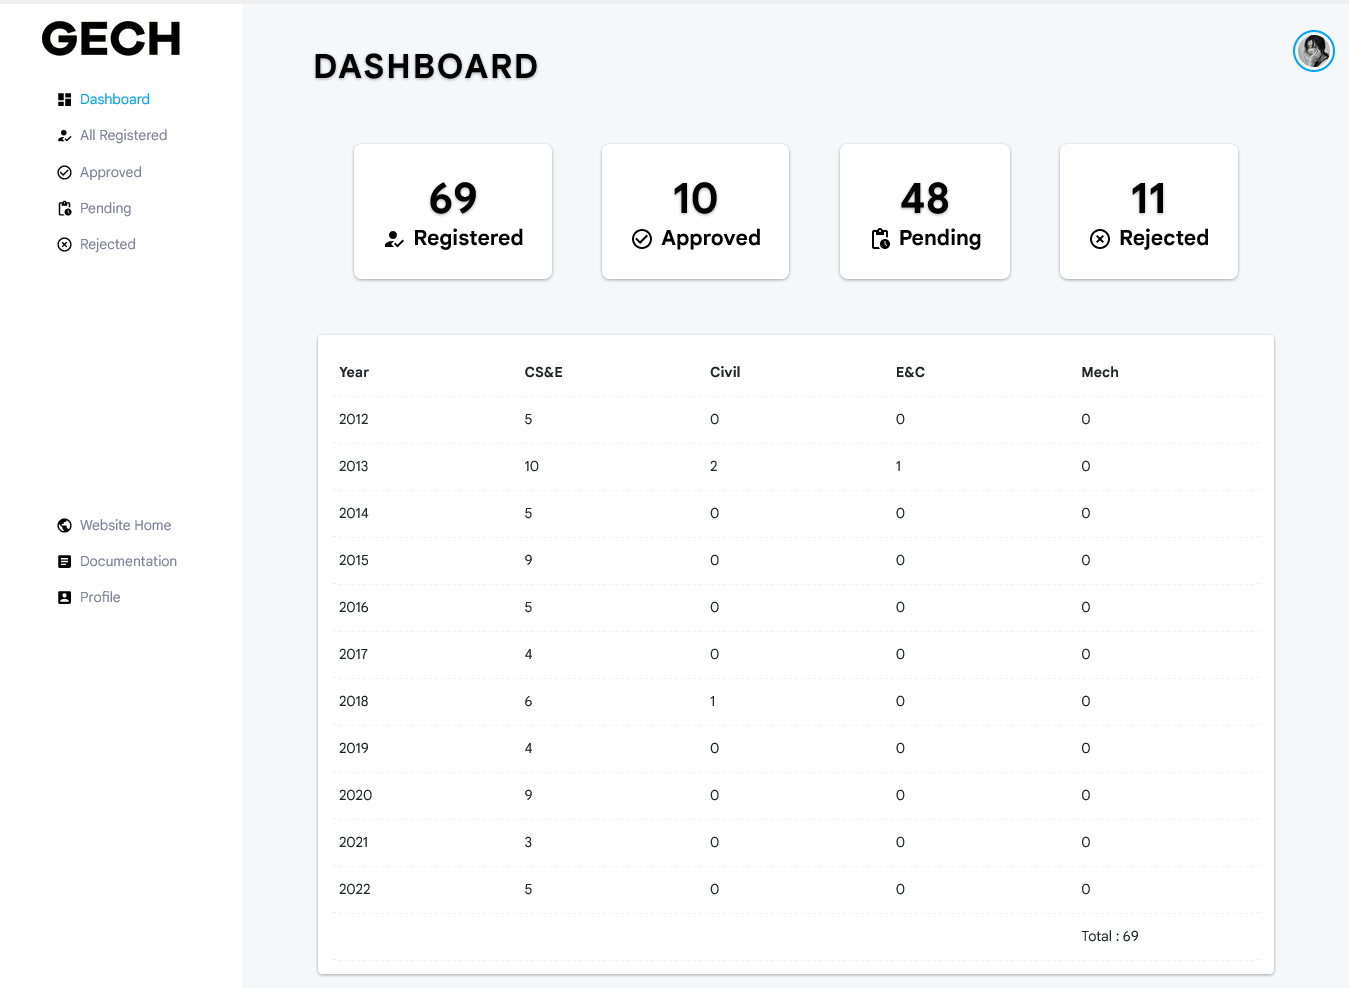 GECH
Dashboard
All Registered
Approved
Pending
Rejected
Website Home
Documentation
Profile
DASHBOARD
69
Registered
10
Approved
48
Pending
11
Rejected
Year CS&E Civil E&C Mech
2012 5 0 0 0
2013 10 2 1 0
2014 5 0 0 0
2015 9 0 0 0
2016 5 0 0 0
2017 4 0 0 0
2018 6 1 0 0
2019 4 0 0 0
2020 9 0 0 0
2021 3 0 0 0
2022 5 0 0 0
Total : 69